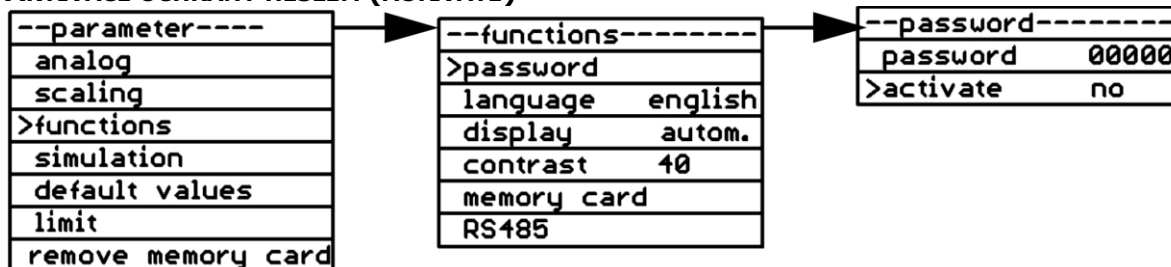 --parameter----
analog
scaling
>functions
simulation
default values
limit
remove memory card
--functions--------
>password
language english
display autom.
contrast 40
memory card
RS485
--password--------
password 00000
>activate no